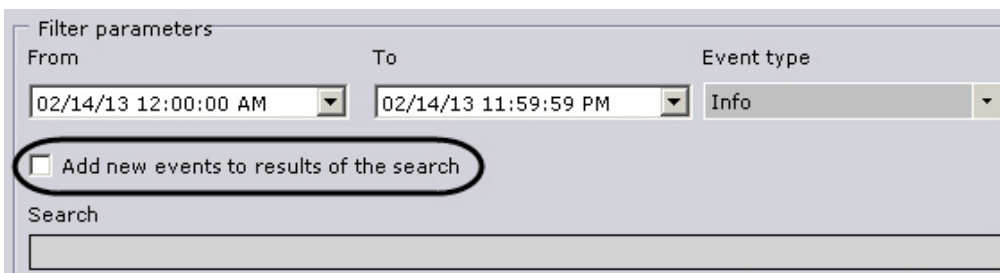 Filter parameters
From To Event type
02/14/13 12:00:00 AM 02/14/13 11:59:59 PM Info
Add new events to results of the search
Search